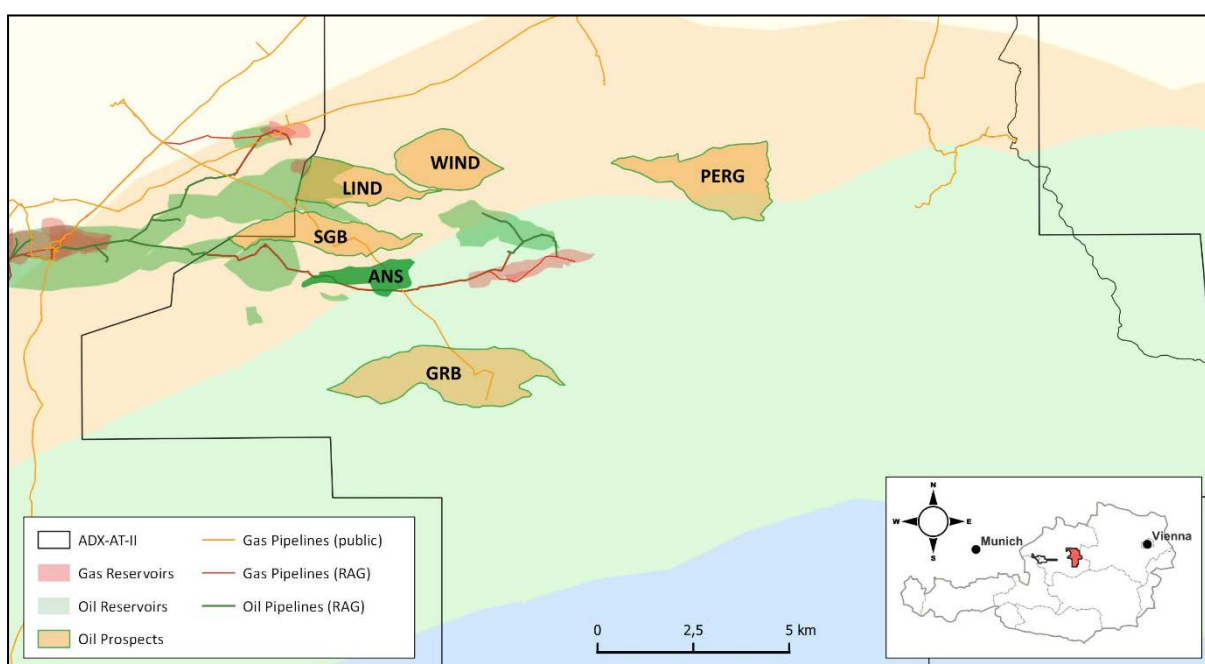 WIND
LIND
PERG
SGB
ANS
GRB
ADX-AT-II
Gas Reservoirs
Oil Reservoirs
Oil Prospects
Gas Pipelines (public)
Gas Pipelines (RAG)
Oil Pipelines (RAG)
0 2,5 5 km
N
W E
S
Munich
Vienna